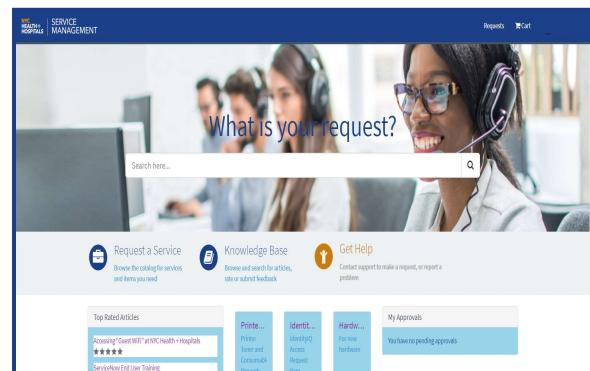 NYC
HEALTH+
HOSPITALS
SERVICE
MANAGEMENT
Requests
Cart
What is your request?
Search here...
Request a Service
Browse the catalog for services
and items you need
Knowledge Base
Browse and search for articles,
rate or submit feedback
Get Help
Contact support to make a request, or report a
problem
Top Rated Articles
Accessing "Guest WiFi" at NYC Health + Hospitals
ServiceNow End User Training
Printe...
Printer
Toner and
Consumable
Request
Identit...
IdentityIQ
Access
Request
Hardw...
For new
hardware
My Approvals
You have no pending approvals